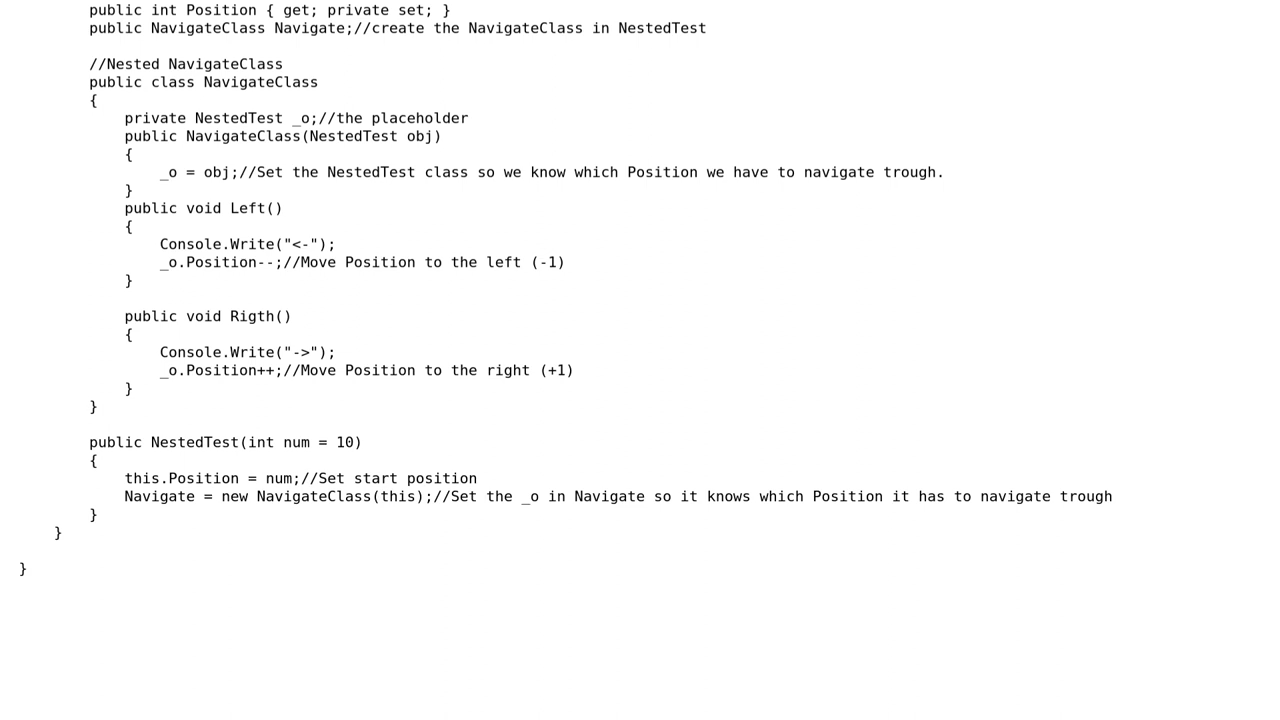 public int Position { get; private set; }
public NavigateClass Navigate;//create the NavigateClass in NestedTest
//Nested NavigateClass
public class NavigateClass
{
private NestedTest _o;//the placeholder
public NavigateClass(NestedTest obj)
{
_o = obj;//Set the NestedTest class so we know which Position we have to navigate trough.
}
public void Left()
{
Console.Write("<-");
_o.Position--;//Move Position to the left (-1)
}
public void Rigth()
{
Console.Write("->");
_o.Position++;//Move Position to the right (+1)
}
}
public NestedTest(int num = 10)
{
this.Position = num;//Set start position
Navigate = new NavigateClass(this);//Set the _o in Navigate so it knows which Position it has to navigate trough
}
}
}